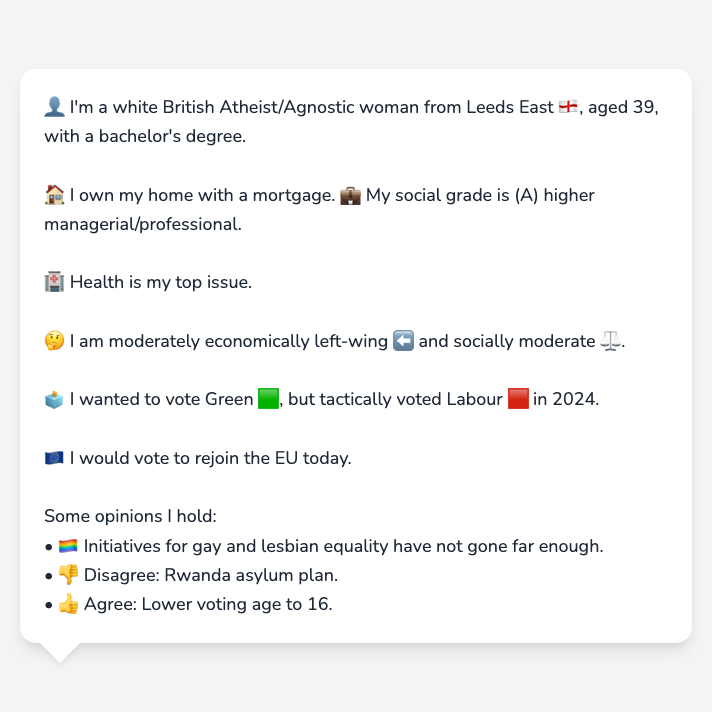 👤 I'm a white British Atheist/Agnostic woman from Leeds East 🏴󠁧󠁢󠁥󠁮󠁧󠁿, aged 39,
with a bachelor's degree.
🏠 I own my home with a mortgage. 💼 My social grade is (A) higher
managerial/professional.
🏥 Health is my top issue.
🤔 I am moderately economically left-wing ⬅️ and socially moderate ⚖️.
🗳️ I wanted to vote Green 🟩, but tactically voted Labour 🟥 in 2024.
🇪🇺 I would vote to rejoin the EU today.
Some opinions I hold:
• 🏳️‍🌈 Initiatives for gay and lesbian equality have not gone far enough.
• 👎 Disagree: Rwanda asylum plan.
• 👍 Agree: Lower voting age to 16.